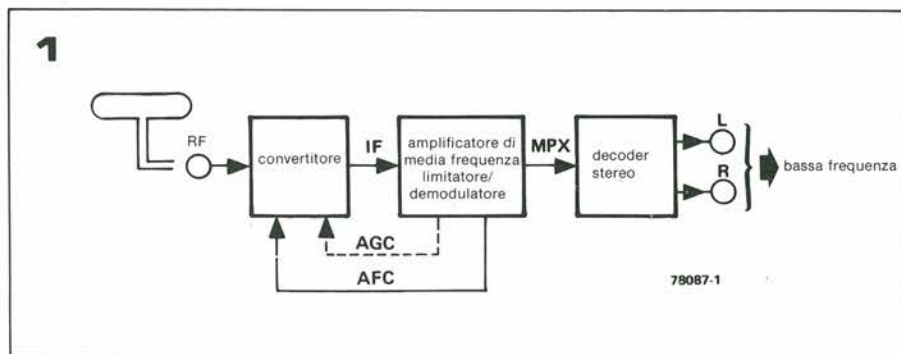 1
RF
convertitore
IF
amplificatore di
media frequenza
limitatore/
demodulatore
MPX
decoder
stereo
L
R
bassa frequenza
AGC
AFC
78087-1